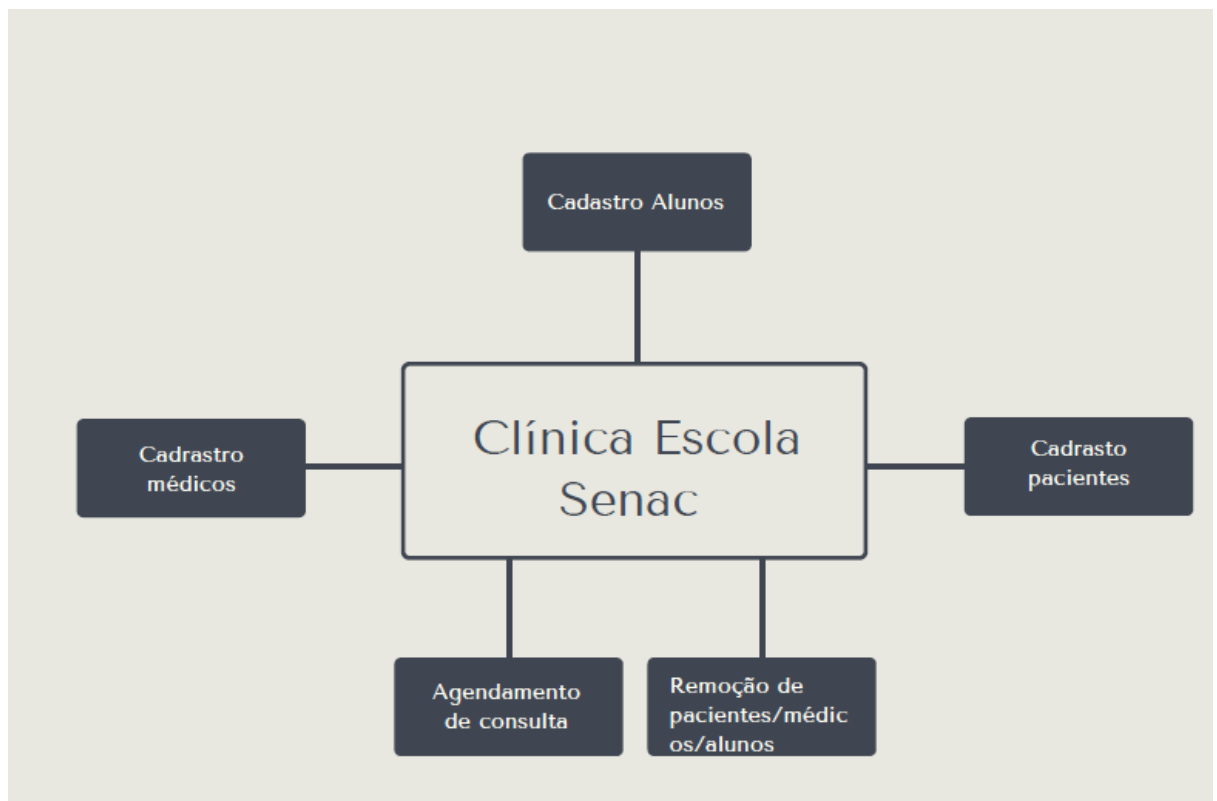 Cadastro Alunos
Clínica Escola
Senac
Cadrastro
médicos
Cadrasto
pacientes
Agendamento
de consulta
Remoção de
pacientes/médic
os/alunos